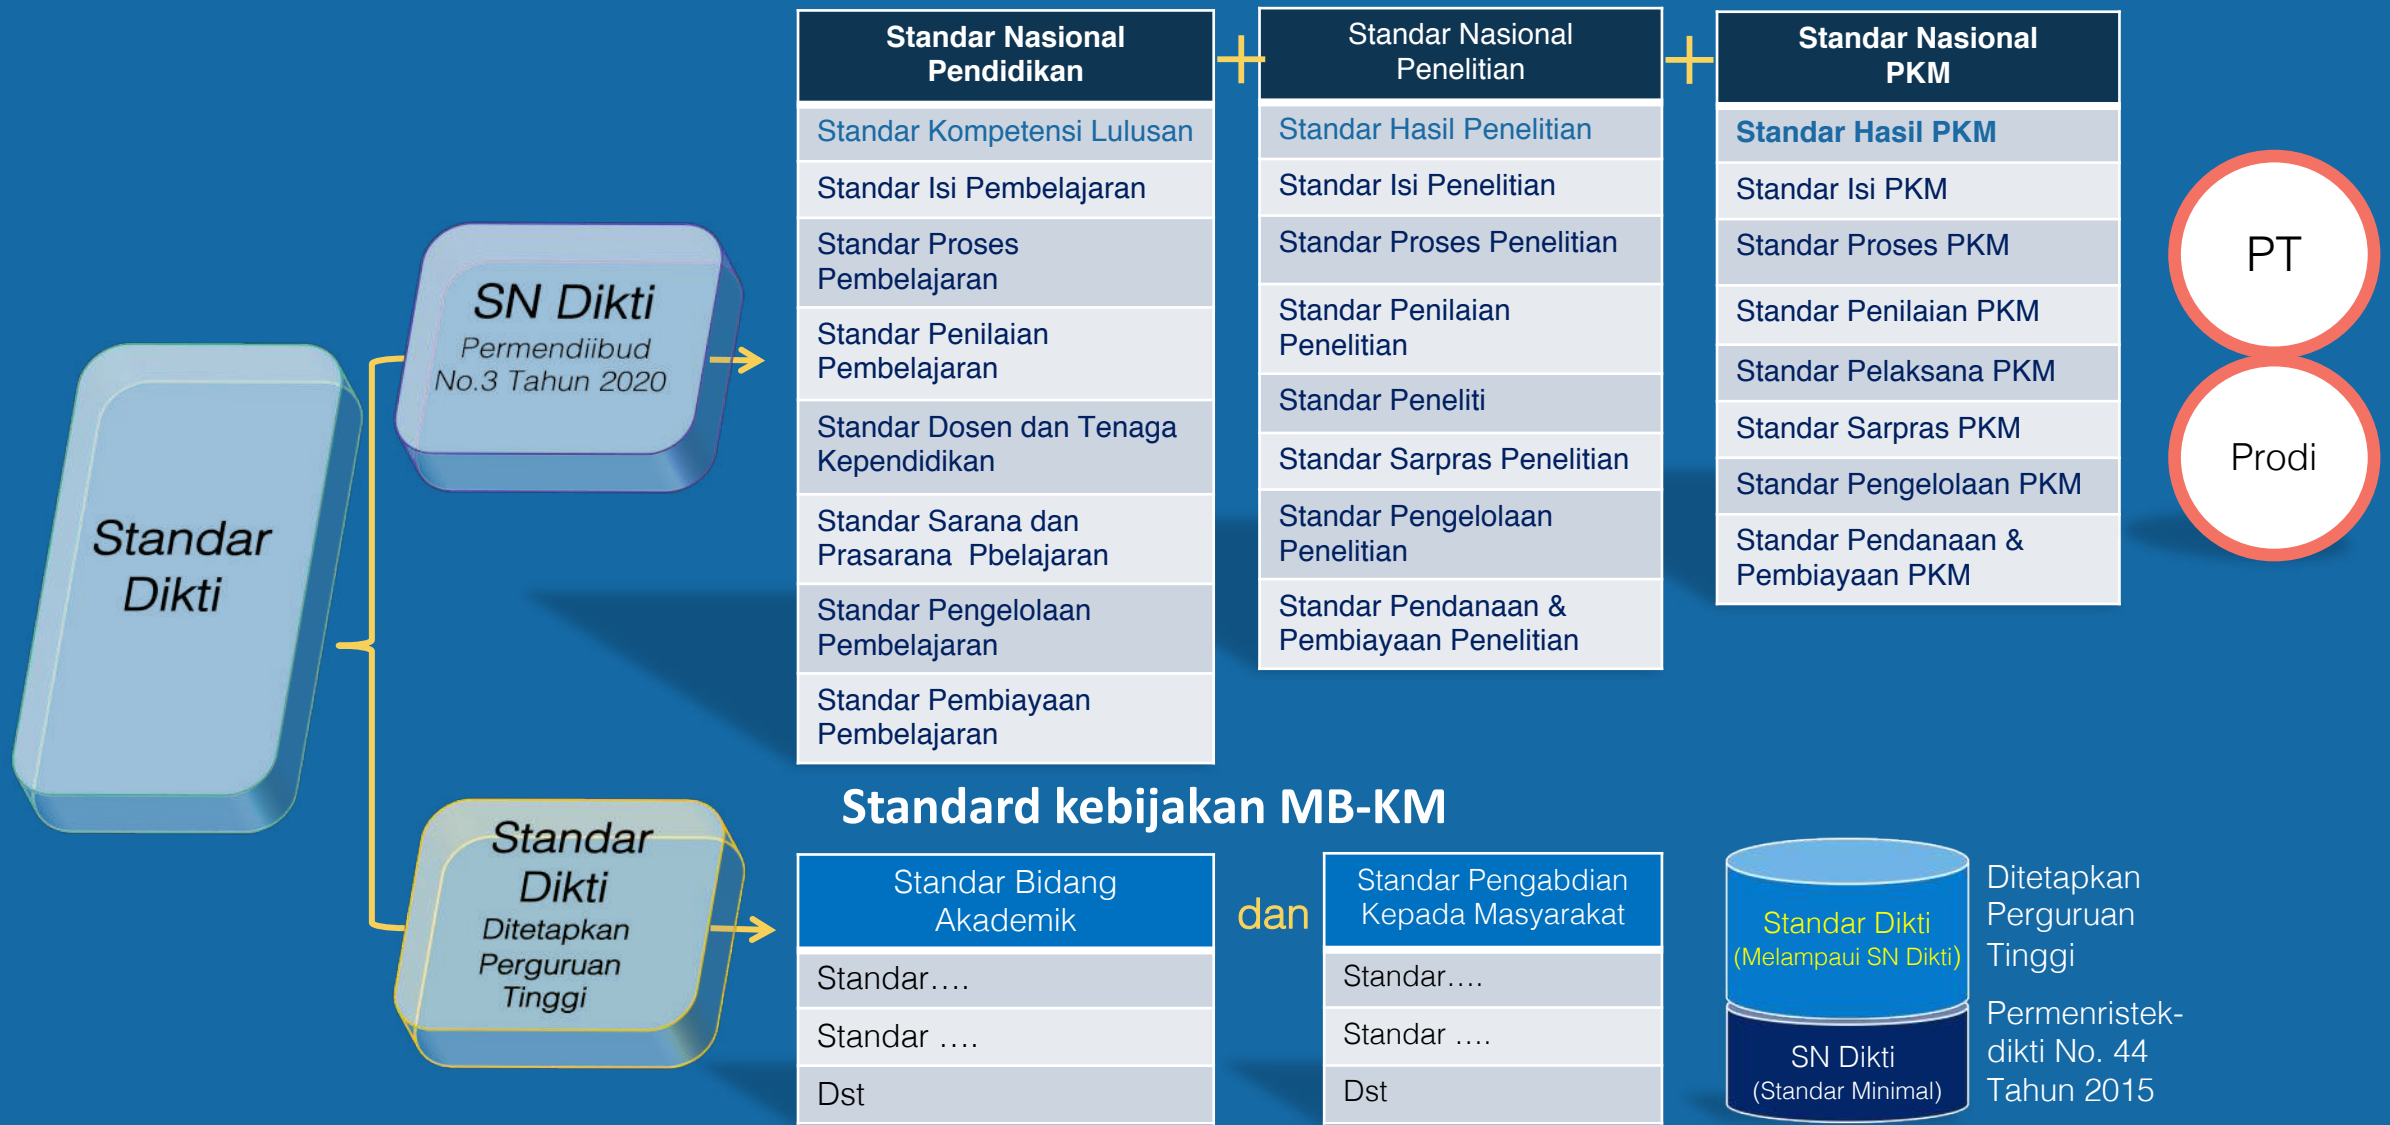 Standar
Dikti
SN Dikti
Permendiibud
No.3 Tahun 2020
Standar Nasional
Pendidikan
Standar Kompetensi Lulusan
Standar Isi Pembelajaran
Standar Proses
Pembelajaran
Standar Penilaian
Pembelajaran
Standar Dosen dan Tenaga
Kependidikan
Standar Sarana dan
Prasarana Pbelajaran
Standar Pengelolaan
Pembelajaran
Standar Pembiayaan
Pembelajaran
+
Standar Nasional
Penelitian
Standar Hasil Penelitian
Standar Isi Penelitian
Standar Proses Penelitian
Standar Penilaian
Penelitian
Standar Peneliti
Standar Sarpras Penelitian
Standar Pengelolaan
Penelitian
Standar Pendanaan &
Pembiayaan Penelitian
+
Standar Nasional
PKM
Standar Hasil PKM
Standar Isi PKM
Standar Proses PKM
Standar Penilaian PKM
Standar Pelaksana PKM
Standar Sarpras PKM
Standar Pengelolaan PKM
Standar Pendanaan &
Pembiayaan PKM
PT
Prodi
Standard kebijakan MB-KM
Standar
Dikti
Ditetapkan
Perguruan
Tinggi
Standar Bidang
Akademik
Standar....
Standar ....
Dst
dan
Standar Pengabdian
Kepada Masyarakat
Standar....
Standar ....
Dst
Standar Dikti
(Melampaui SN Dikti)
SN Dikti
(Standar Minimal)
Ditetapkan
Perguruan
Tinggi
Permenristek-
dikti No. 44
Tahun 2015